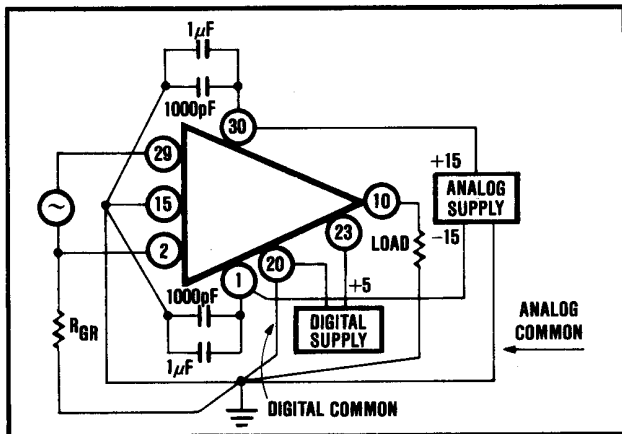 1μF
1000pF
30
29
+15
ANALOG
SUPPLY
-15
15
10
23
LOAD
2
20
1000pF
1
+5
DIGITAL
SUPPLY
RGR
1μF
ANALOG
COMMON
DIGITAL COMMON